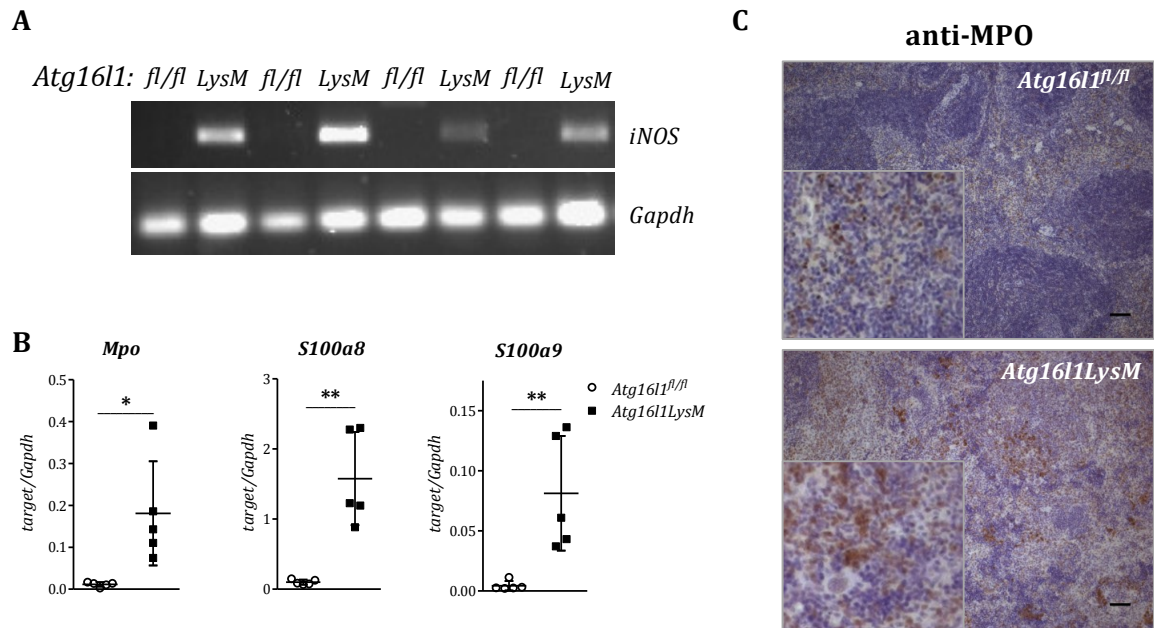 A
Atg16l1: fl/fl LysM fl/fl LysM fl/fl LysM fl/fl LysM
iNOS
Gapdh
B
Mpo
target/Gapdh
0.5
0.4
0.3
0.2
0.1
0.0
*
S100a8
target/Gapdh
3
2
1
0
**
S100a9
target/Gapdh
0.15
0.10
0.05
0.00
**
Atg16l1fl/fl
Atg16l1LysM
C
anti-MPO
Atg16l1fl/fl
Atg16l1LysM